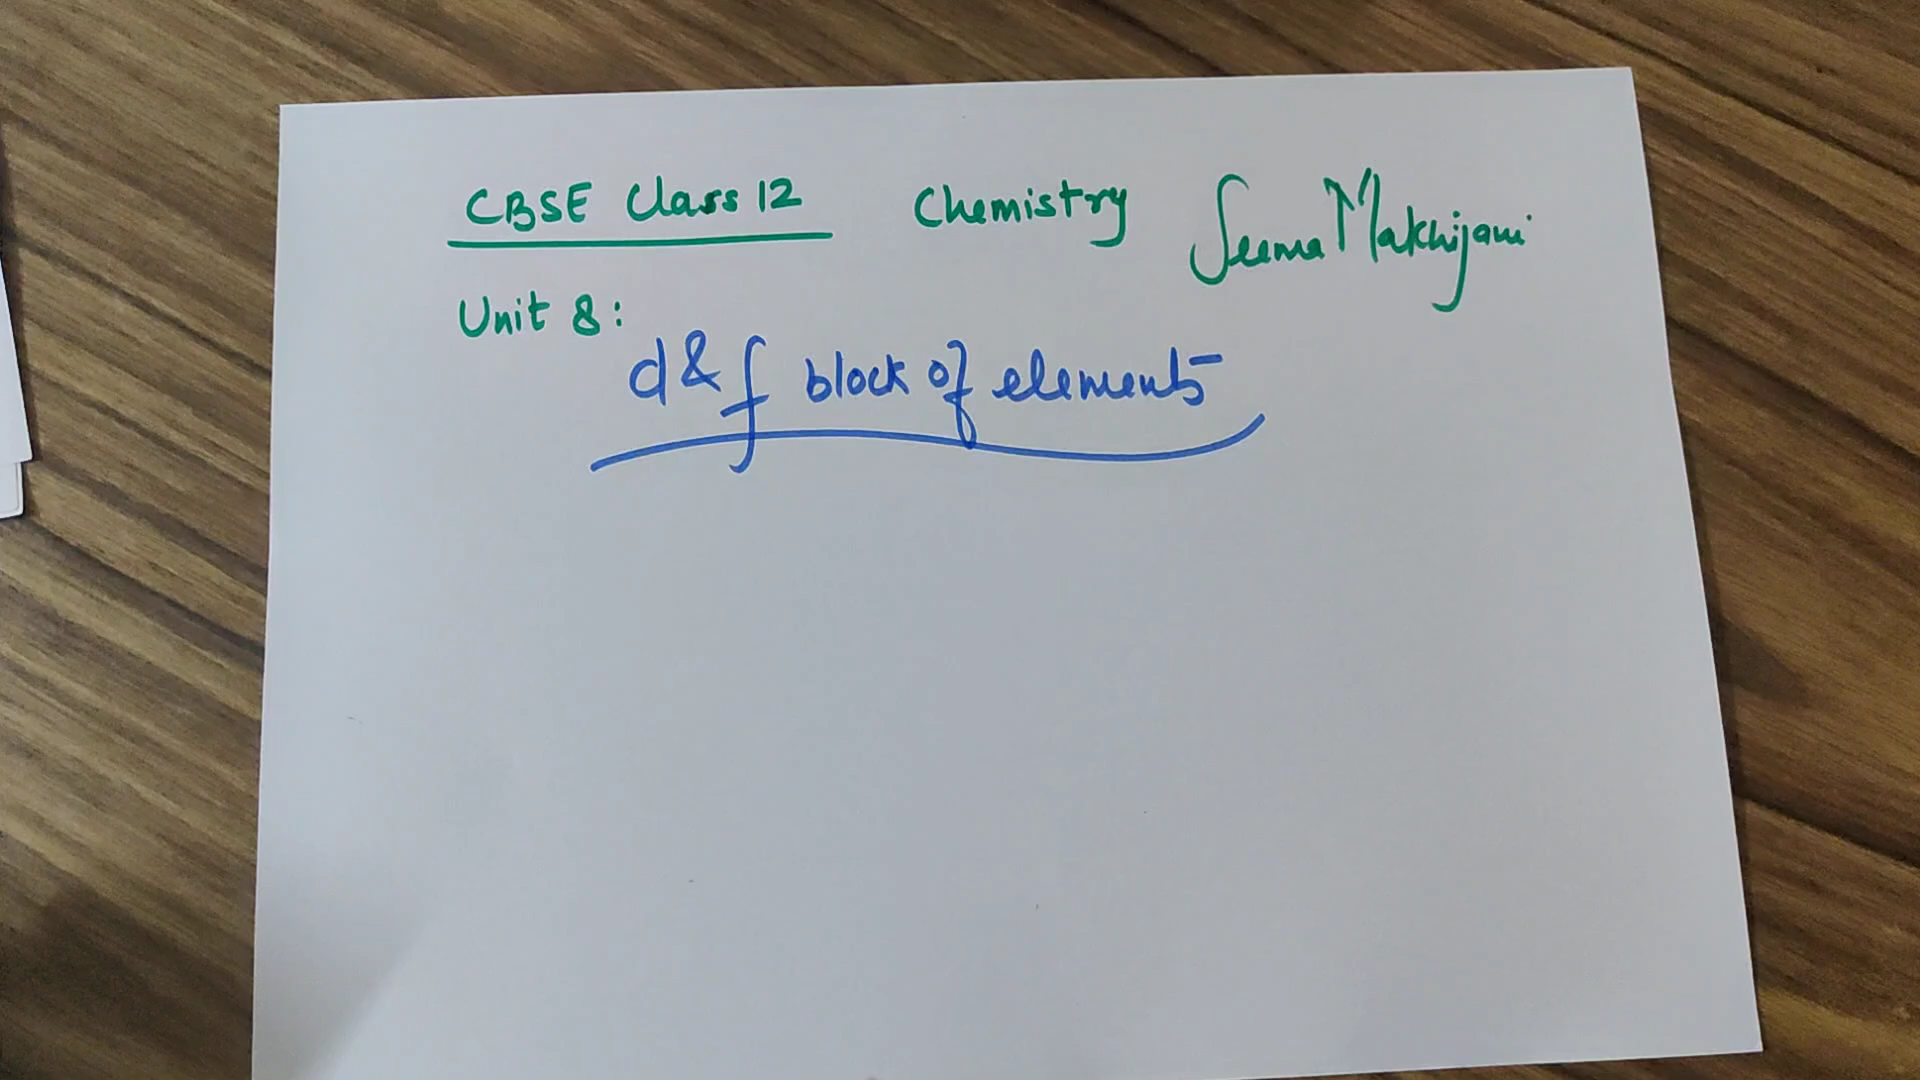 CBSE Class 12 Chemistry Seema Makhijani
Unit 8:
d & f block of elements